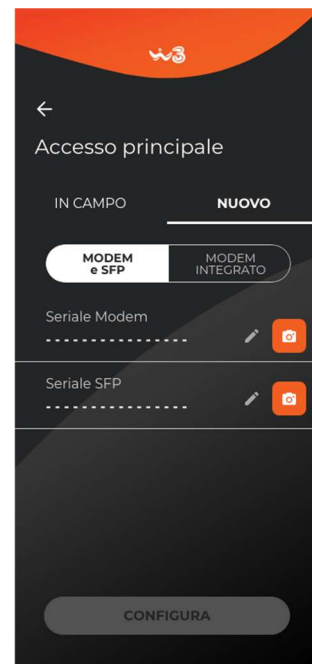 W3
Accesso principale
IN CAMPO
NUOVO
MODEM
e SFP
MODEM
INTEGRATO
Seriale Modem
- - - - - - - - - - - - - - - -
Seriale SFP
- - - - - - - - - - - - - - - -
CONFIGURA